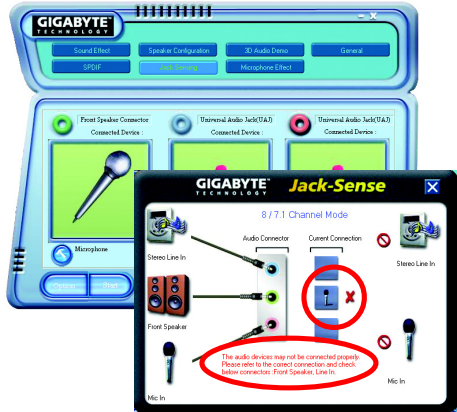 GIGABYTE™
TECHNOLOGY
Sound Effect
Speaker Configuration
3D Audio Demo
General
SPDIF
Jack Sensing
Microphone Effect
Front Speaker Connector
Connected Device :
Universal Audio Jack(UAJ)
Connected Device :
Universal Audio Jack(UAJ)
Connected Device :
Microphone
Option
Start
GIGABYTE™
TECHNOLOGY
Jack-Sense
8 / 7.1 Channel Mode
Audio Connector
Current Connection
Stereo Line In
Stereo Line In
Front Speaker
Mic In
Mic In
The audio devices may not be connected properly.
Please refer to the correct connection and check
below connectors :Front Speaker, Line In.